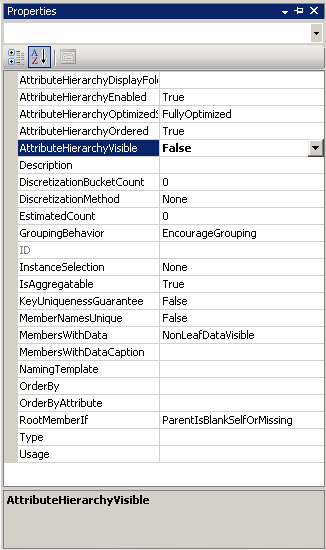 Properties
AttributeHierarchyDisplayFol
AttributeHierarchyEnabled True
AttributeHierarchyOptimizedS FullyOptimized
AttributeHierarchyOrdered True
AttributeHierarchyVisible False
Description
DiscretizationBucketCount 0
DiscretizationMethod None
EstimatedCount 0
GroupingBehavior EncourageGrouping
ID
InstanceSelection None
IsAggregatable True
KeyUniquenessGuarantee False
MemberNamesUnique False
MembersWithData NonLeafDataVisible
MembersWithDataCaption
NamingTemplate
OrderBy
OrderByAttribute
RootMemberIf ParentIsBlankSelfOrMissing
Type
Usage
AttributeHierarchyVisible